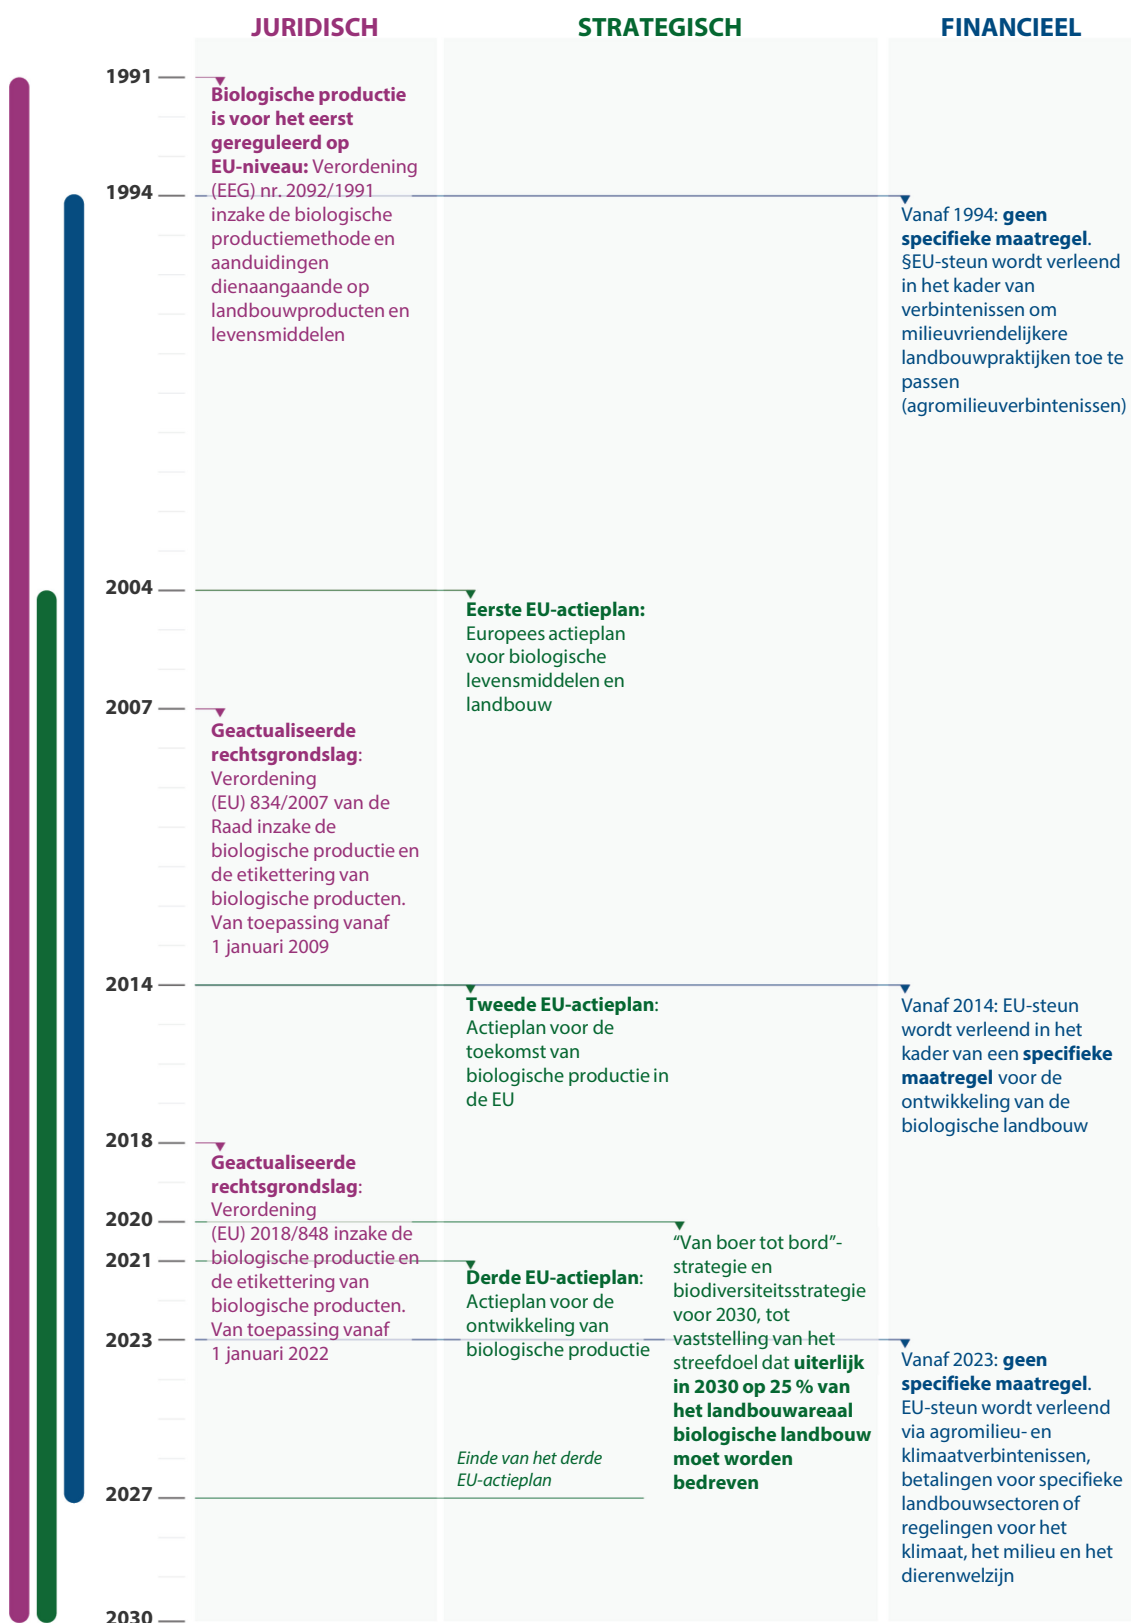 JURIDISCH
STRATEGISCH
FINANCIEEL
1991
Biologische productie
is voor het eerst
gereguleerd op
EU-niveau: Verordening
(EEG) nr. 2092/1991
inzake de biologische
productiemethode en
aanduidingen
dienaangaande op
landbouwproducten en
levensmiddelen
1994
Vanaf 1994: geen
specifieke maatregel.
§EU-steun wordt verleend
in het kader van
verbintenissen om
milieuvriendelijkere
landbouwpraktijken toe te
passen
(agromilieuverbintenissen)
2004
Eerste EU-actieplan:
Europees actieplan
voor biologische
levensmiddelen en
landbouw
2007
Geactualiseerde
rechtsgrondslag:
Verordening
(EU) 834/2007 van de
Raad inzake de
biologische productie en
de etikettering van
biologische producten.
Van toepassing vanaf
1 januari 2009
2014
Tweede EU-actieplan:
Actieplan voor de
toekomst van
biologische productie in
de EU
Vanaf 2014: EU-steun
wordt verleend in het
kader van een specifieke
maatregel voor de
ontwikkeling van de
biologische landbouw
2018
Geactualiseerde
rechtsgrondslag:
Verordening
(EU) 2018/848 inzake de
biologische productie en
de etikettering van
biologische producten.
Van toepassing vanaf
1 januari 2022
2020
“Van boer tot bord”-
strategie en
biodiversiteitsstrategie
voor 2030, tot
vaststelling van het
streefdoel dat uiterlijk
in 2030 op 25 % van
het landbouwareaal
biologische landbouw
moet worden
bedreven
2021
Derde EU-actieplan:
Actieplan voor de
ontwikkeling van
biologische productie
2023
Vanaf 2023: geen
specifieke maatregel.
EU-steun wordt verleend
via agromilieu- en
klimaatverbintenissen,
betalingen voor specifieke
landbouwsectoren of
regelingen voor het
klimaat, het milieu en het
dierenwelzijn
Einde van het derde
EU-actieplan
2027
2030